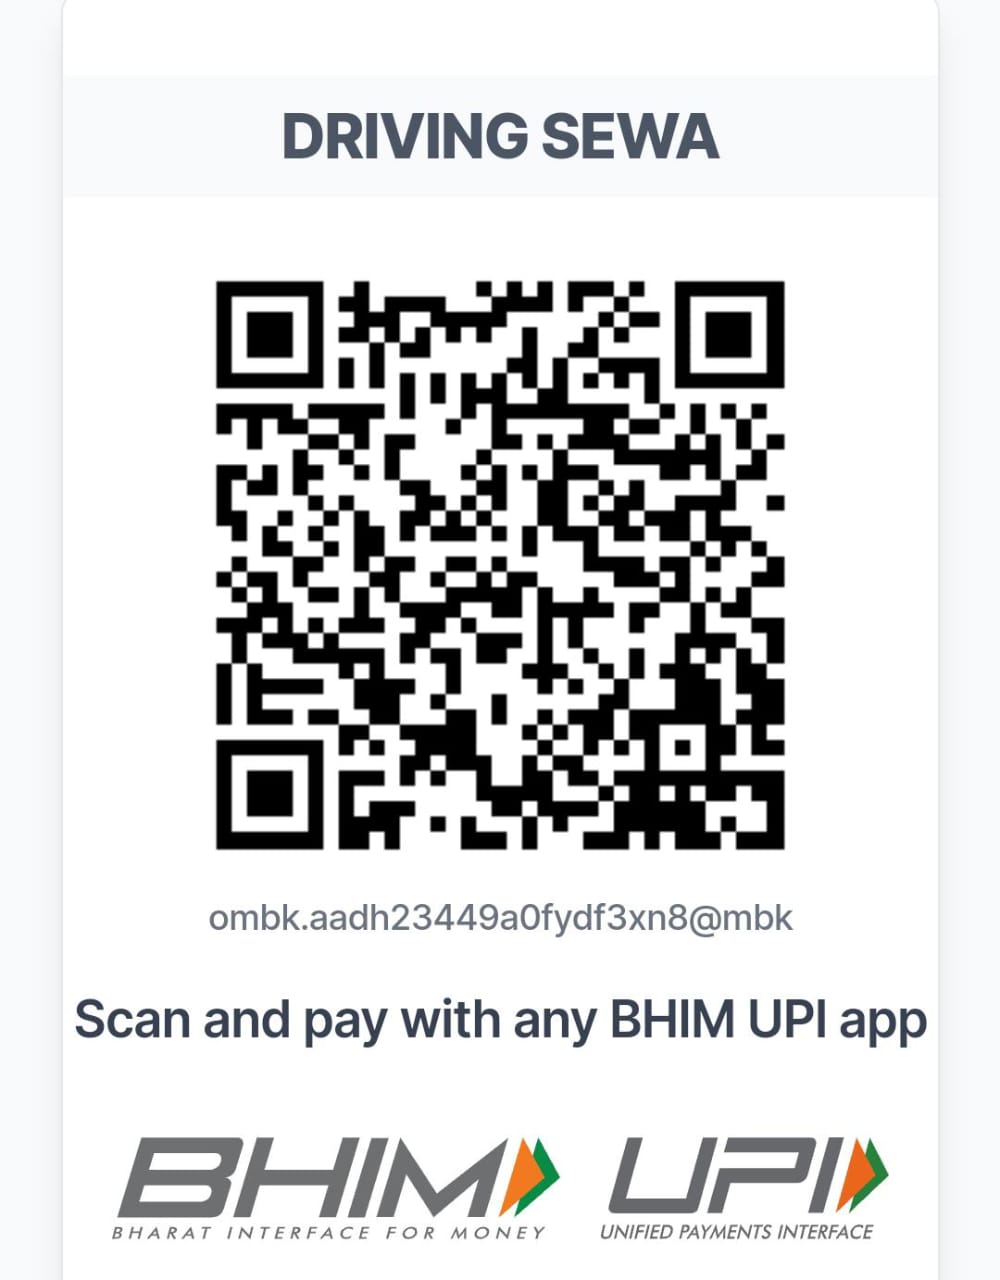 DRIVING SEWA
ombk.aadh23449a0fydf3xn8@mbk
Scan and pay with any BHIM UPI app
BHIM
BHARAT INTERFACE FOR MONEY
UPI
UNIFIED PAYMENTS INTERFACE